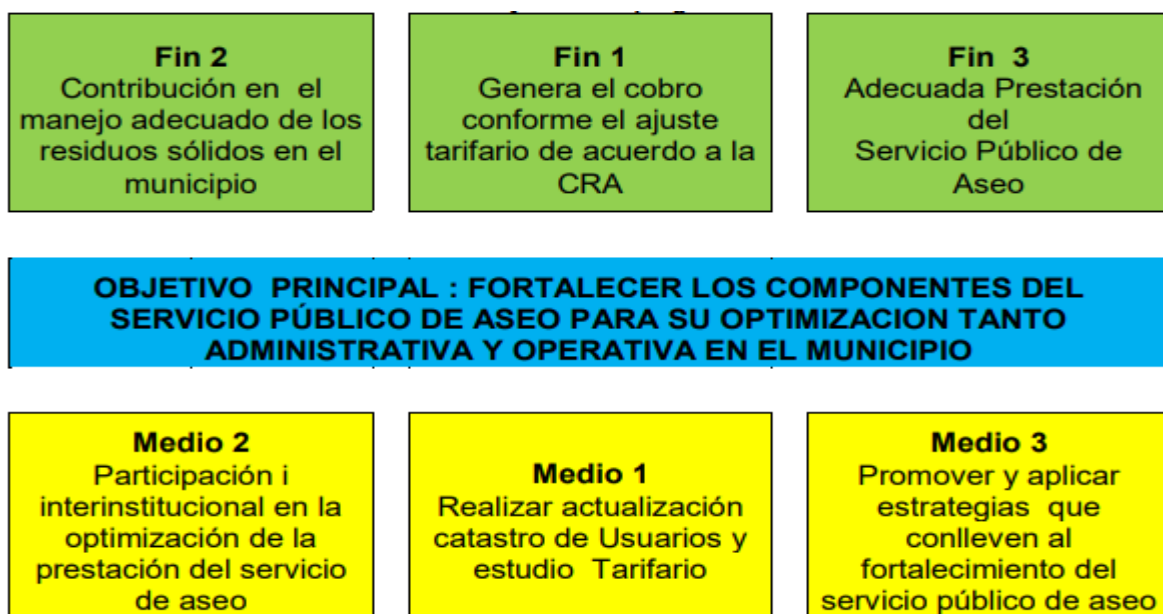 Fin 2
Contribución en el
manejo adecuado de los
residuos sólidos en el
municipio
Fin 1
Genera el cobro
conforme el ajuste
tarifario de acuerdo a la
CRA
Fin 3
Adecuada Prestación
del
Servicio Público de
Aseo
OBJETIVO PRINCIPAL : FORTALECER LOS COMPONENTES DEL
SERVICIO PÚBLICO DE ASEO PARA SU OPTIMIZACION TANTO
ADMINISTRATIVA Y OPERATIVA EN EL MUNICIPIO
Medio 2
Participación i
interinstitucional en la
optimización de la
prestación del servicio
de aseo
Medio 1
Realizar actualización
catastro de Usuarios y
estudio Tarifario
Medio 3
Promover y aplicar
estrategias que
conlleven al
fortalecimiento del
servicio público de aseo